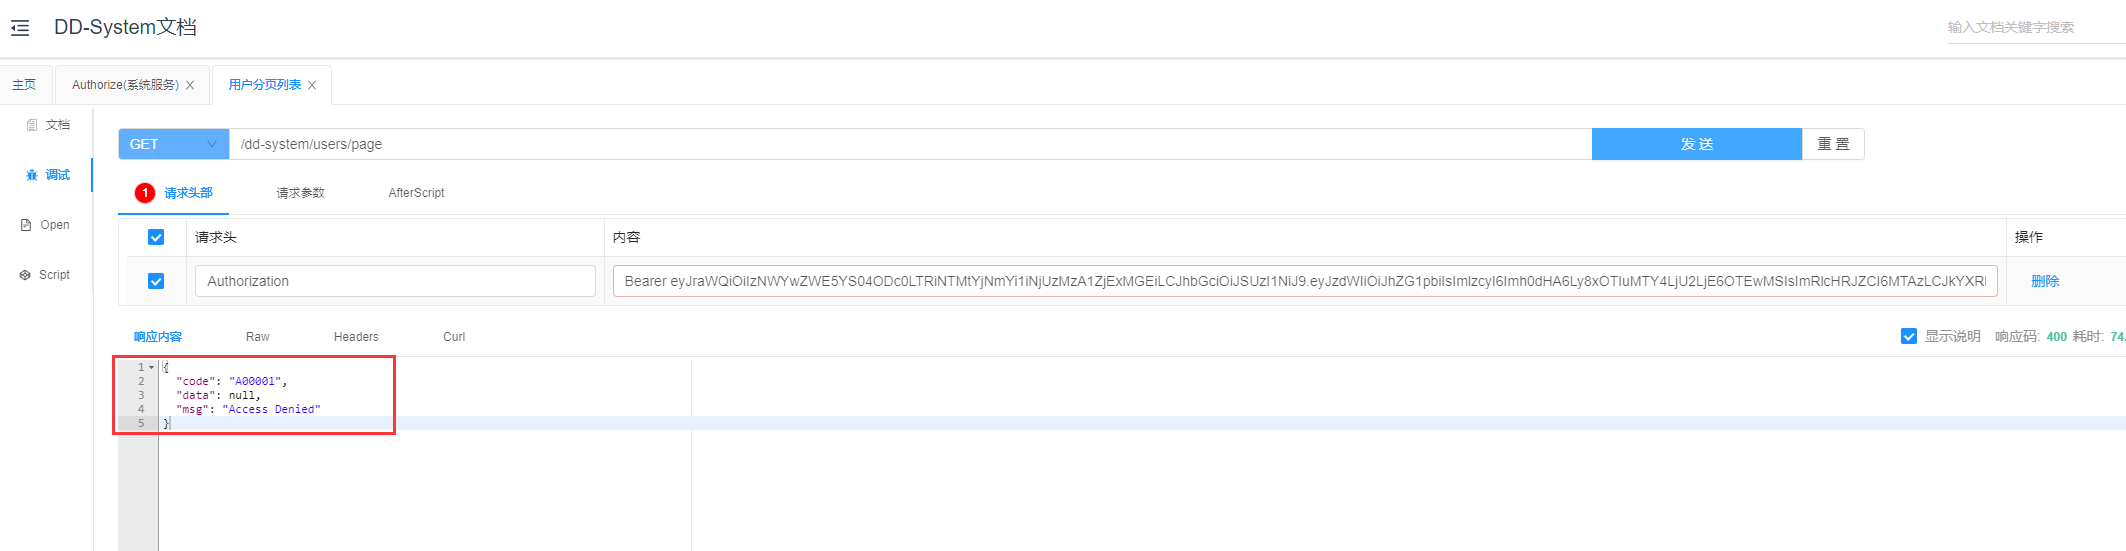 DD-System文档
输入文档关键字搜索
主页
Authorize(系统服务)
用户分页列表
文档
调试
Open
Script
GET
/dd-system/users/page
发 送
重 置
1 请求头部
请求参数
AfterScript
请求头
内容
操作
Authorization
删除
响应内容
Raw
Headers
Curl
显示说明
响应码: 400 耗时: 74.
1 {
2 "code": "A00001",
3 "data": null,
4 "msg": "Access Denied"
5 }